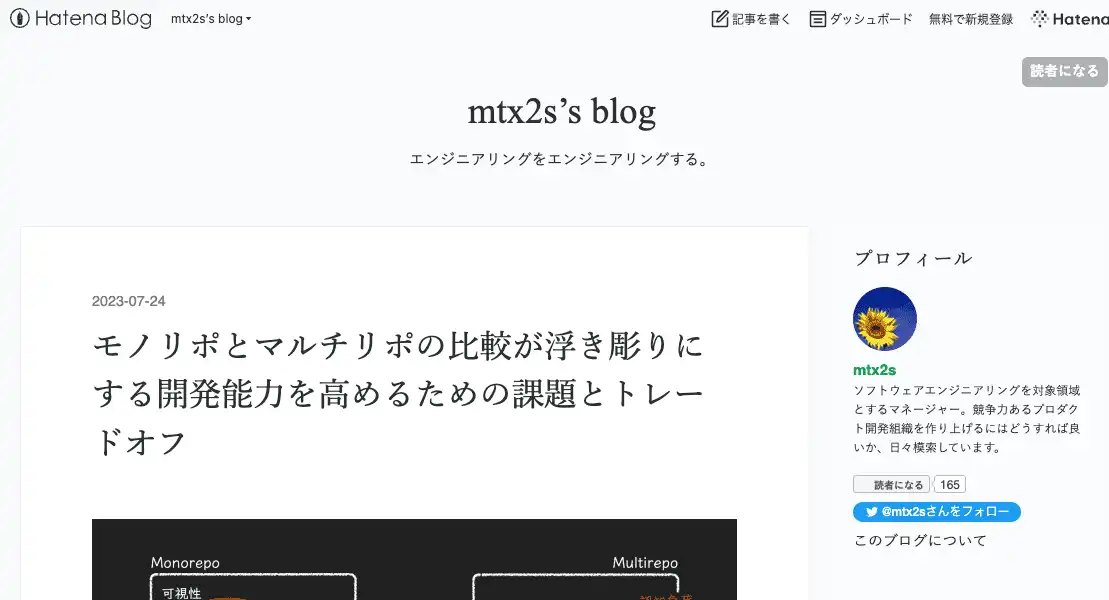 Hatena Blog
mtx2s's blog
記事を書く
ダッシュボード
無料で新規登録
Hatena
読者になる
mtx2s’s blog
エンジニアリングをエンジニアリングする。
2023-07-24
モノリポとマルチリポの比較が浮き彫りに
する開発能力を高めるための課題とトレー
ドオフ
Monorepo
Multirepo
可視性
プロフィール
mtx2s
ソフトウェアエンジニアリングを対象領域
とするマネージャー。競争力あるプロダク
ト開発組織を作り上げるにはどうすれば良
いか、日々模索しています。
読者になる 165
@mtx2sさんをフォロー
このブログについて